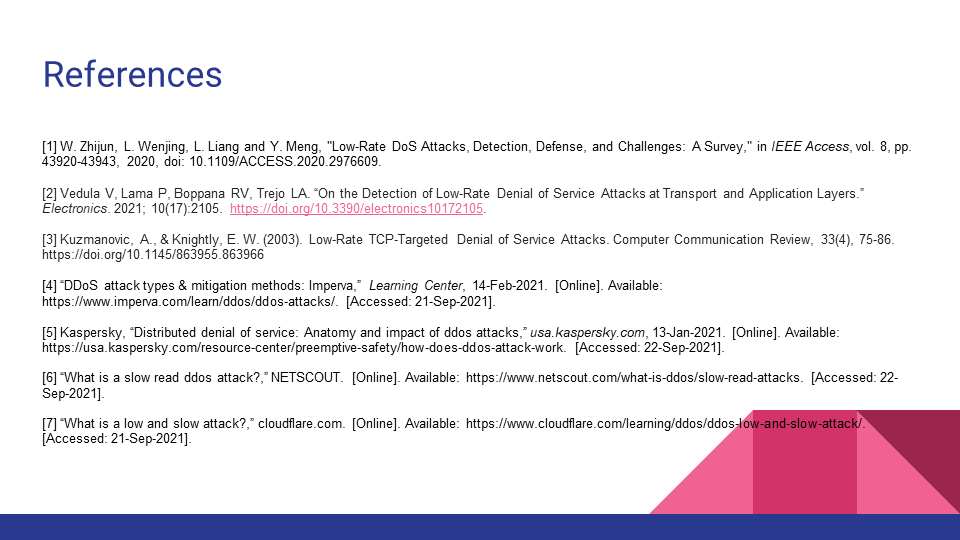 References
[1] W. Zhijun, L. Wenjing, L. Liang and Y. Meng, "Low-Rate DoS Attacks, Detection, Defense, and Challenges: A Survey," in IEEE Access, vol. 8, pp.
43920-43943, 2020, doi: 10.1109/ACCESS.2020.2976609.
[2] Vedula V, Lama P, Boppana RV, Trejo LA. “On the Detection of Low-Rate Denial of Service Attacks at Transport and Application Layers.”
Electronics. 2021; 10(17):2105. https://doi.org/10.3390/electronics10172105.
[3] Kuzmanovic, A., & Knightly, E. W. (2003). Low-Rate TCP-Targeted Denial of Service Attacks. Computer Communication Review, 33(4), 75-86.
https://doi.org/10.1145/863955.863966
[4] “DDoS attack types & mitigation methods: Imperva,” Learning Center, 14-Feb-2021. [Online]. Available:
https://www.imperva.com/learn/ddos/ddos-attacks/. [Accessed: 21-Sep-2021].
[5] Kaspersky, “Distributed denial of service: Anatomy and impact of ddos attacks,” usa.kaspersky.com, 13-Jan-2021. [Online]. Available:
https://usa.kaspersky.com/resource-center/preemptive-safety/how-does-ddos-attack-work. [Accessed: 22-Sep-2021].
[6] “What is a slow read ddos attack?,” NETSCOUT. [Online]. Available: https://www.netscout.com/what-is-ddos/slow-read-attacks. [Accessed: 22-
Sep-2021].
[7] “What is a low and slow attack?,” cloudflare.com. [Online]. Available: https://www.cloudflare.com/learning/ddos/ddos-low-and-slow-attack/.
[Accessed: 21-Sep-2021].